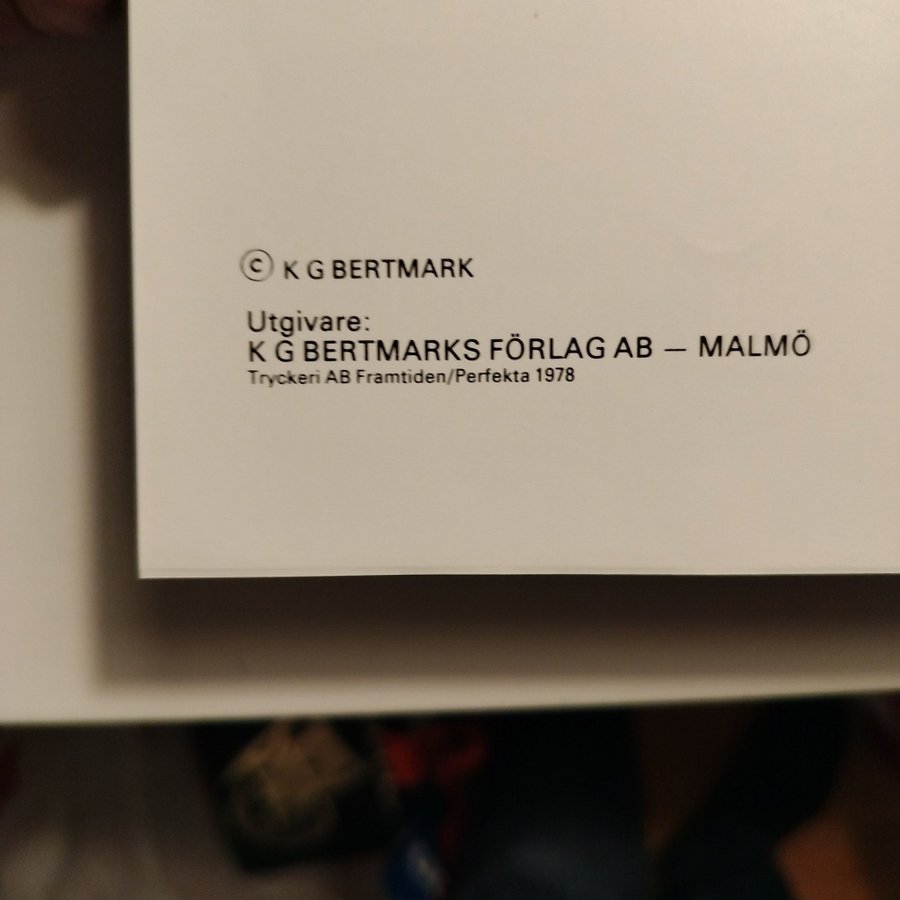 © K G BERTMARK
Utgivare:
K G BERTMARKS FÖRLAG AB — MALMÖ
Tryckeri AB Framtiden/Perfekta 1978